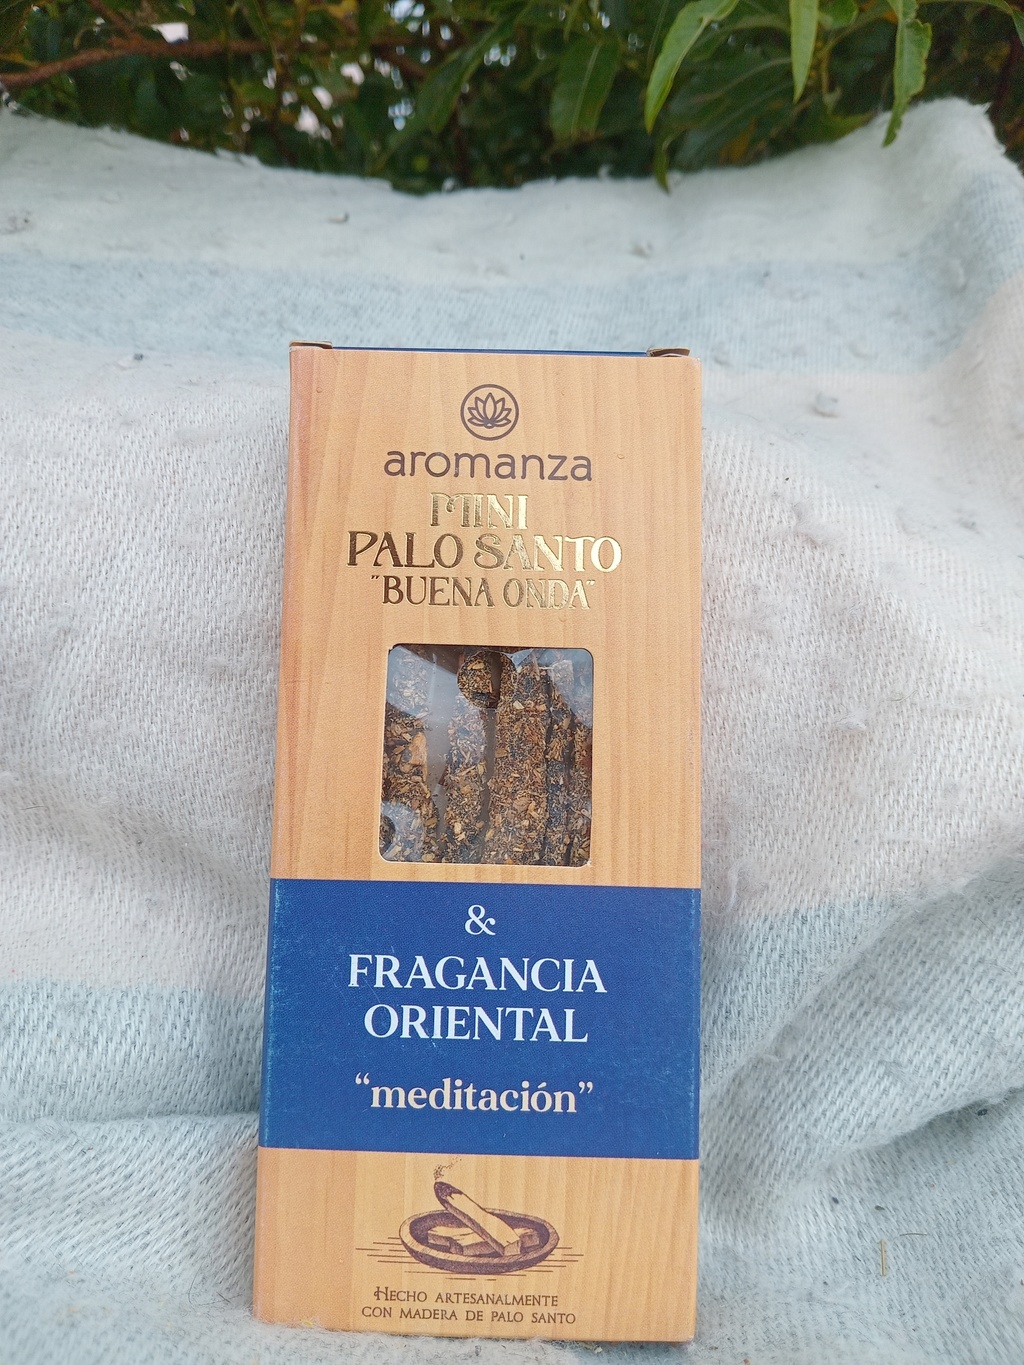 aromanza
MINI
PALO SANTO
"BUENA ONDA"
&
FRAGANCIA
ORIENTAL
“meditación”
HECHO ARTESANALMENTE
CON MADERA DE PALO SANTO